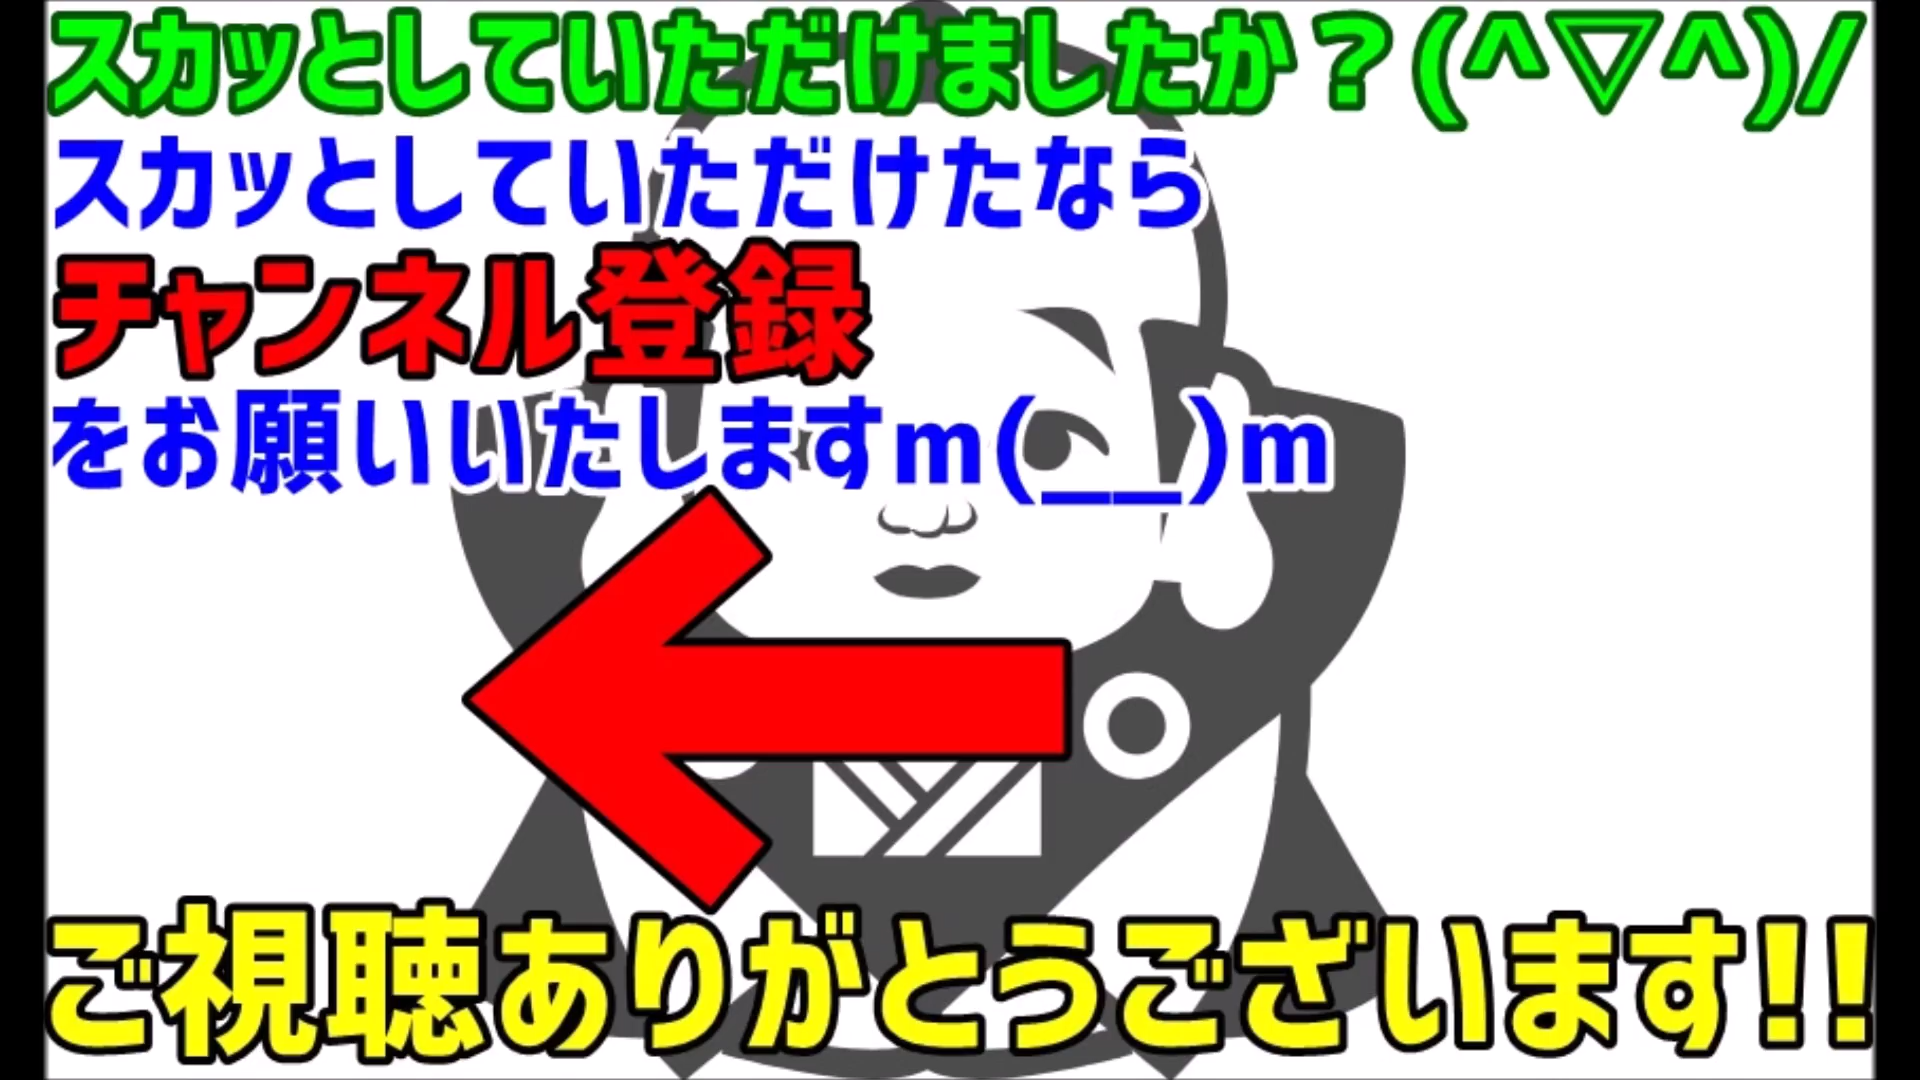 スカッとしていただけましたか？(^▽^)/
スカッとしていただけたなら
チャンネル登録
をお願いいたしますm(__)m
ご視聴ありがとうございます!!